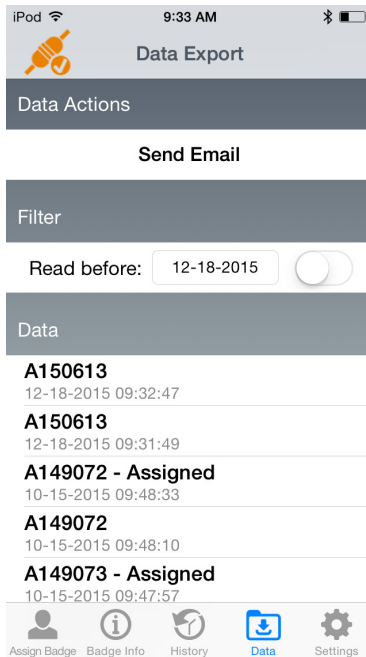 iPod 9:33 AM
Data Export
Data Actions
Send Email
Filter
Read before: 12-18-2015
Data
A150613
12-18-2015 09:32:47
A150613
12-18-2015 09:31:49
A149072 - Assigned
10-15-2015 09:48:33
A149072
10-15-2015 09:48:10
A149073 - Assigned
10-15-2015 09:47:57
Assign Badge Badge Info History Data Settings